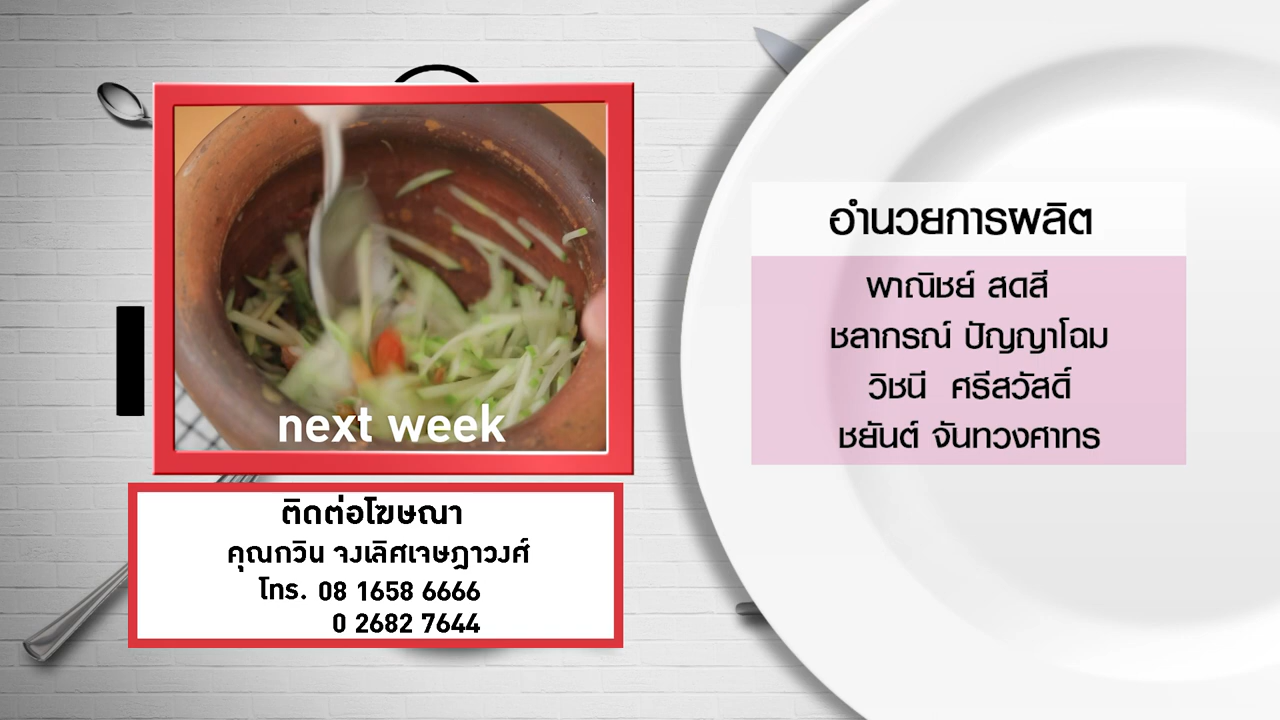 next week
ติดต่อโฆษณา
คุณกวิน จงเลิศเจษฎาวงศ์
โทร. 08 1658 6666
0 2682 7644
อำนวยการผลิต
พาณิชย์ สดสี
ชลากรณ์ ปัญญาโฉม
วิชนี ศรีสวัสดิ์
ชยันต์ จันทวงศาทร